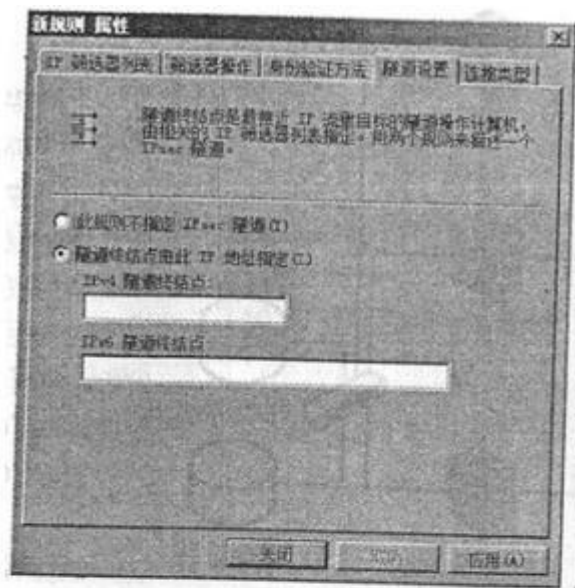 新规则 属性
IP 筛选器列表 筛选器操作 身份验证方法 隧道设置 连接类型
隧道终结点是最接近 IP 流量目标的隧道操作计算机，
由相关的 IP 筛选器列表指定。用两个规则来描述一个
IPsec 隧道。
此规则不指定 IPsec 隧道(T)
隧道终结点由此 IP 地址指定(L)
IPv4 隧道终结点:
IPv6 隧道终结点:
关闭 应用(A)